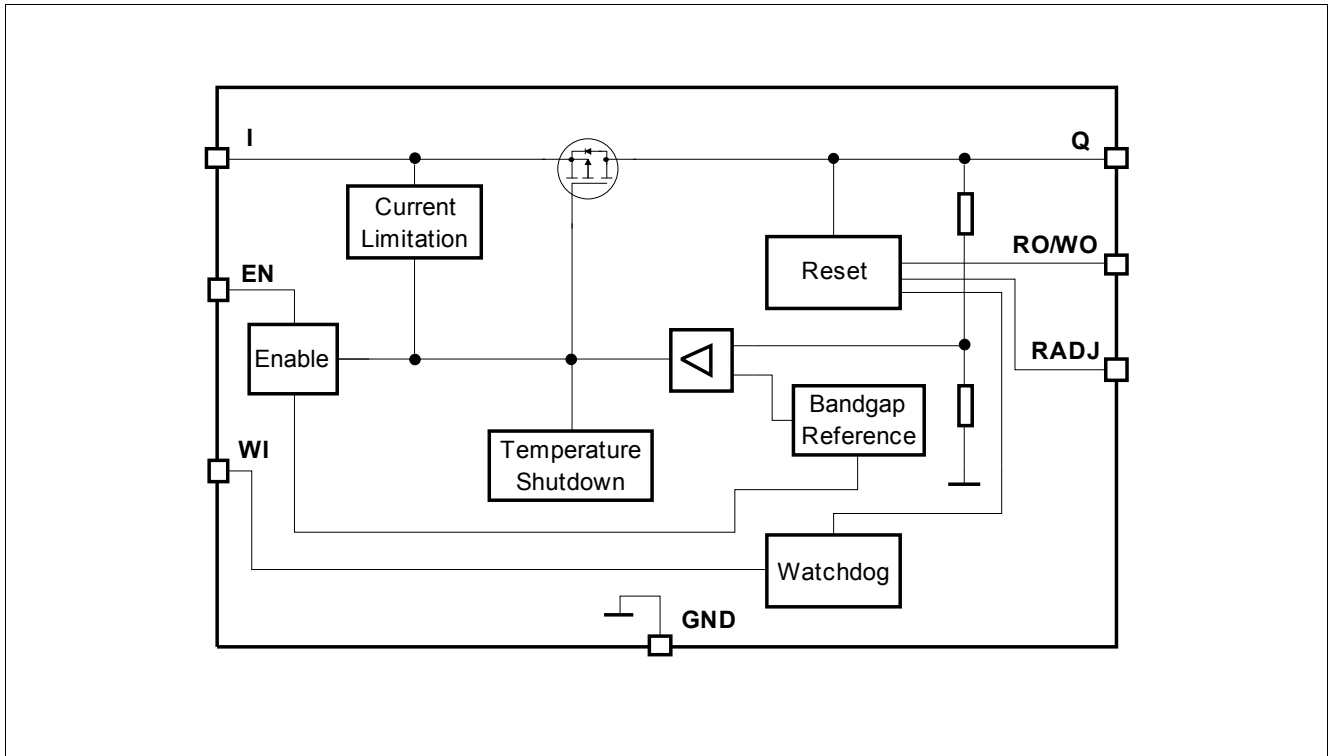 I
Q
Current
Limitation
RO/WO
EN
Reset
RADJ
Enable
Bandgap
Reference
WI
Temperature
Shutdown
Watchdog
GND